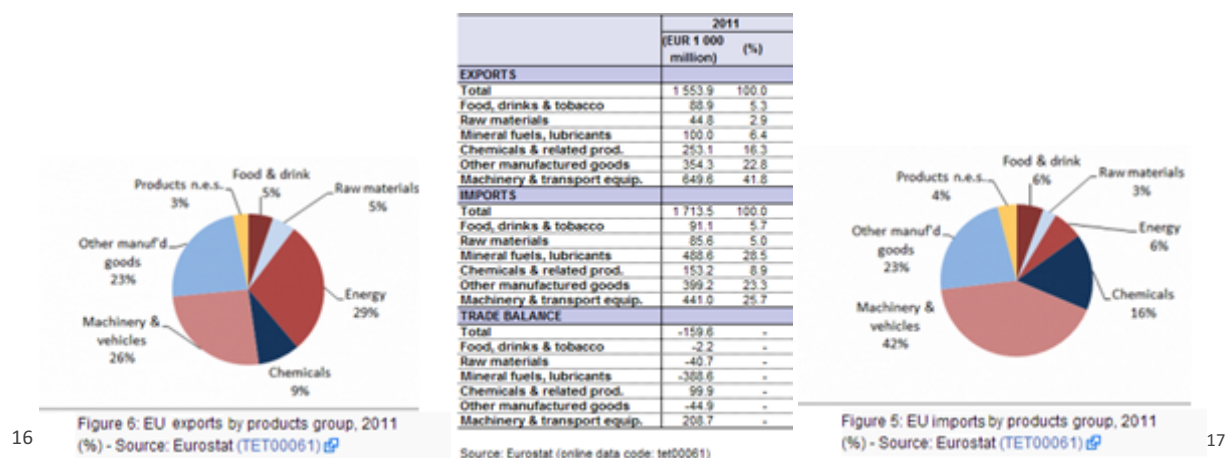 Food & drink
5%
Products n.e.s.
3%
Raw materials
5%
Other manuf'd
goods
23%
Energy
29%
Machinery &
vehicles
26%
Chemicals
9%
Figure 6: EU exports by products group, 2011
(%) - Source: Eurostat (TET00061)
16
2011
(EUR 1 000
million) (%)
EXPORTS
Total 1 553.9 100.0
Food, drinks & tobacco 88.9 5.3
Raw materials 44.8 2.9
Mineral fuels, lubricants 100.0 6.4
Chemicals & related prod. 253.1 16.3
Other manufactured goods 354.3 22.8
Machinery & transport equip. 649.6 41.8
IMPORTS
Total 1 713.5 100.0
Food, drinks & tobacco 91.1 5.7
Raw materials 85.6 5.0
Mineral fuels, lubricants 488.6 28.5
Chemicals & related prod. 153.2 8.9
Other manufactured goods 399.2 23.3
Machinery & transport equip. 441.0 25.7
TRADE BALANCE
Total -159.6 -
Food, drinks & tobacco -2.2 -
Raw materials -40.7 -
Mineral fuels, lubricants -388.6 -
Chemicals & related prod. 99.9 -
Other manufactured goods -44.9 -
Machinery & transport equip. 208.7 -
Source: Eurostat (online data code: tet00061)
Food & drink
6%
Products n.e.s.
4%
Raw materials
3%
Other manuf'd
goods
23%
Energy
6%
Machinery &
vehicles
42%
Chemicals
16%
Figure 5: EU imports by products group, 2011
(%) - Source: Eurostat (TET00061)
17